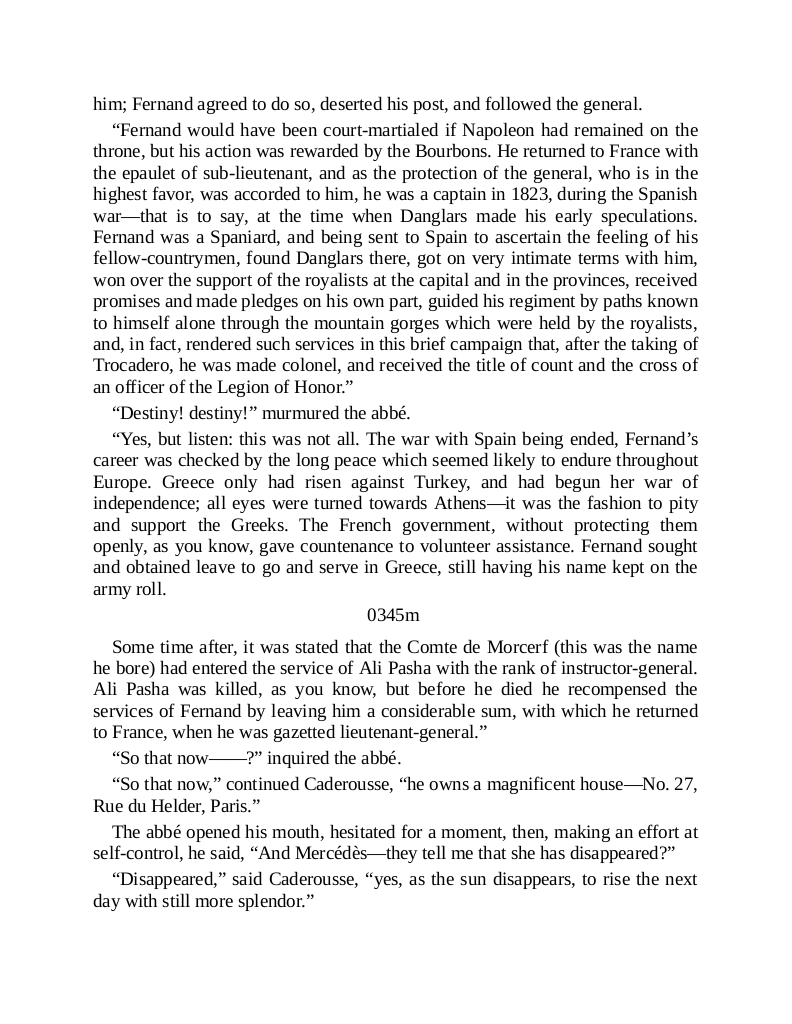 him; Fernand agreed to do so, deserted his post, and followed the general.
“Fernand would have been court-martialed if Napoleon had remained on the
throne, but his action was rewarded by the Bourbons. He returned to France with
the epaulet of sub-lieutenant, and as the protection of the general, who is in the
highest favor, was accorded to him, he was a captain in 1823, during the Spanish
war—that is to say, at the time when Danglars made his early speculations.
Fernand was a Spaniard, and being sent to Spain to ascertain the feeling of his
fellow-countrymen, found Danglars there, got on very intimate terms with him,
won over the support of the royalists at the capital and in the provinces, received
promises and made pledges on his own part, guided his regiment by paths known
to himself alone through the mountain gorges which were held by the royalists,
and, in fact, rendered such services in this brief campaign that, after the taking of
Trocadero, he was made colonel, and received the title of count and the cross of
an officer of the Legion of Honor.”
“Destiny! destiny!” murmured the abbé.
“Yes, but listen: this was not all. The war with Spain being ended, Fernand’s
career was checked by the long peace which seemed likely to endure throughout
Europe. Greece only had risen against Turkey, and had begun her war of
independence; all eyes were turned towards Athens—it was the fashion to pity
and support the Greeks. The French government, without protecting them
openly, as you know, gave countenance to volunteer assistance. Fernand sought
and obtained leave to go and serve in Greece, still having his name kept on the
army roll.
0345m
Some time after, it was stated that the Comte de Morcerf (this was the name
he bore) had entered the service of Ali Pasha with the rank of instructor-general.
Ali Pasha was killed, as you know, but before he died he recompensed the
services of Fernand by leaving him a considerable sum, with which he returned
to France, when he was gazetted lieutenant-general.”
“So that now——?” inquired the abbé.
“So that now,” continued Caderousse, “he owns a magnificent house—No. 27,
Rue du Helder, Paris.”
The abbé opened his mouth, hesitated for a moment, then, making an effort at
self-control, he said, “And Mercédès—they tell me that she has disappeared?”
“Disappeared,” said Caderousse, “yes, as the sun disappears, to rise the next
day with still more splendor.”